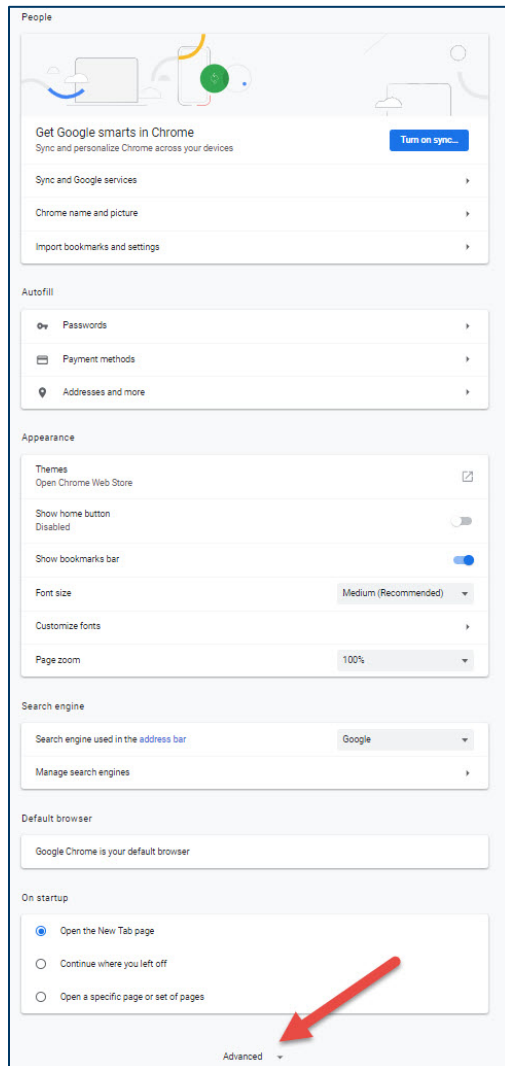 People
Get Google smarts in Chrome
Sync and personalize Chrome across your devices
Turn on sync...
Sync and Google services
Chrome name and picture
Import bookmarks and settings
Autofill
Passwords
Payment methods
Addresses and more
Appearance
Themes
Open Chrome Web Store
Show home button
Disabled
Show bookmarks bar
Font size
Medium (Recommended)
Customize fonts
Page zoom
100%
Search engine
Search engine used in the address bar
Google
Manage search engines
Default browser
Google Chrome is your default browser
On startup
Open the New Tab page
Continue where you left off
Open a specific page or set of pages
Advanced